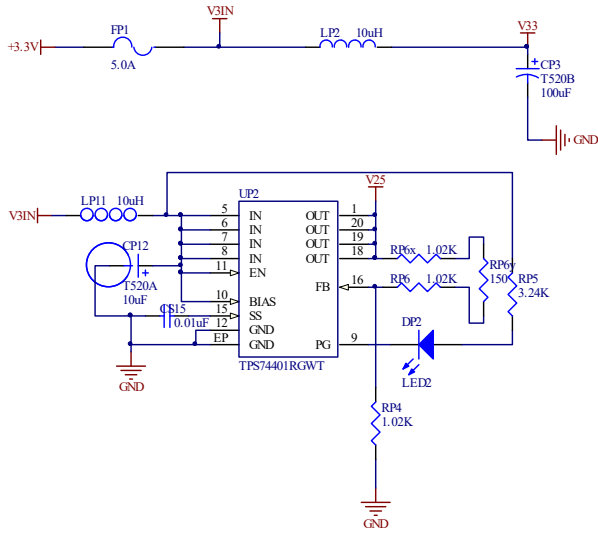 V3IN
FP1
LP2 10uH
V33
+3.3V
5.0A
CP3
T520B
100uF
GND
V25
UP2
LP11 10uH
V3IN
5 IN OUT 1
6 IN OUT 20
7 IN OUT 19
8 IN OUT 18
11 EN
FB 16
10 BIAS
15 SS
12 GND
EP GND PG 9
TPS74401RGWT
CP12
T520A
10uF
CS15
0.01uF
GND
RP6x 1.02K
RP6 1.02K
RP6y
150
RP5
3.24K
DP2
LED2
RP4
1.02K
GND